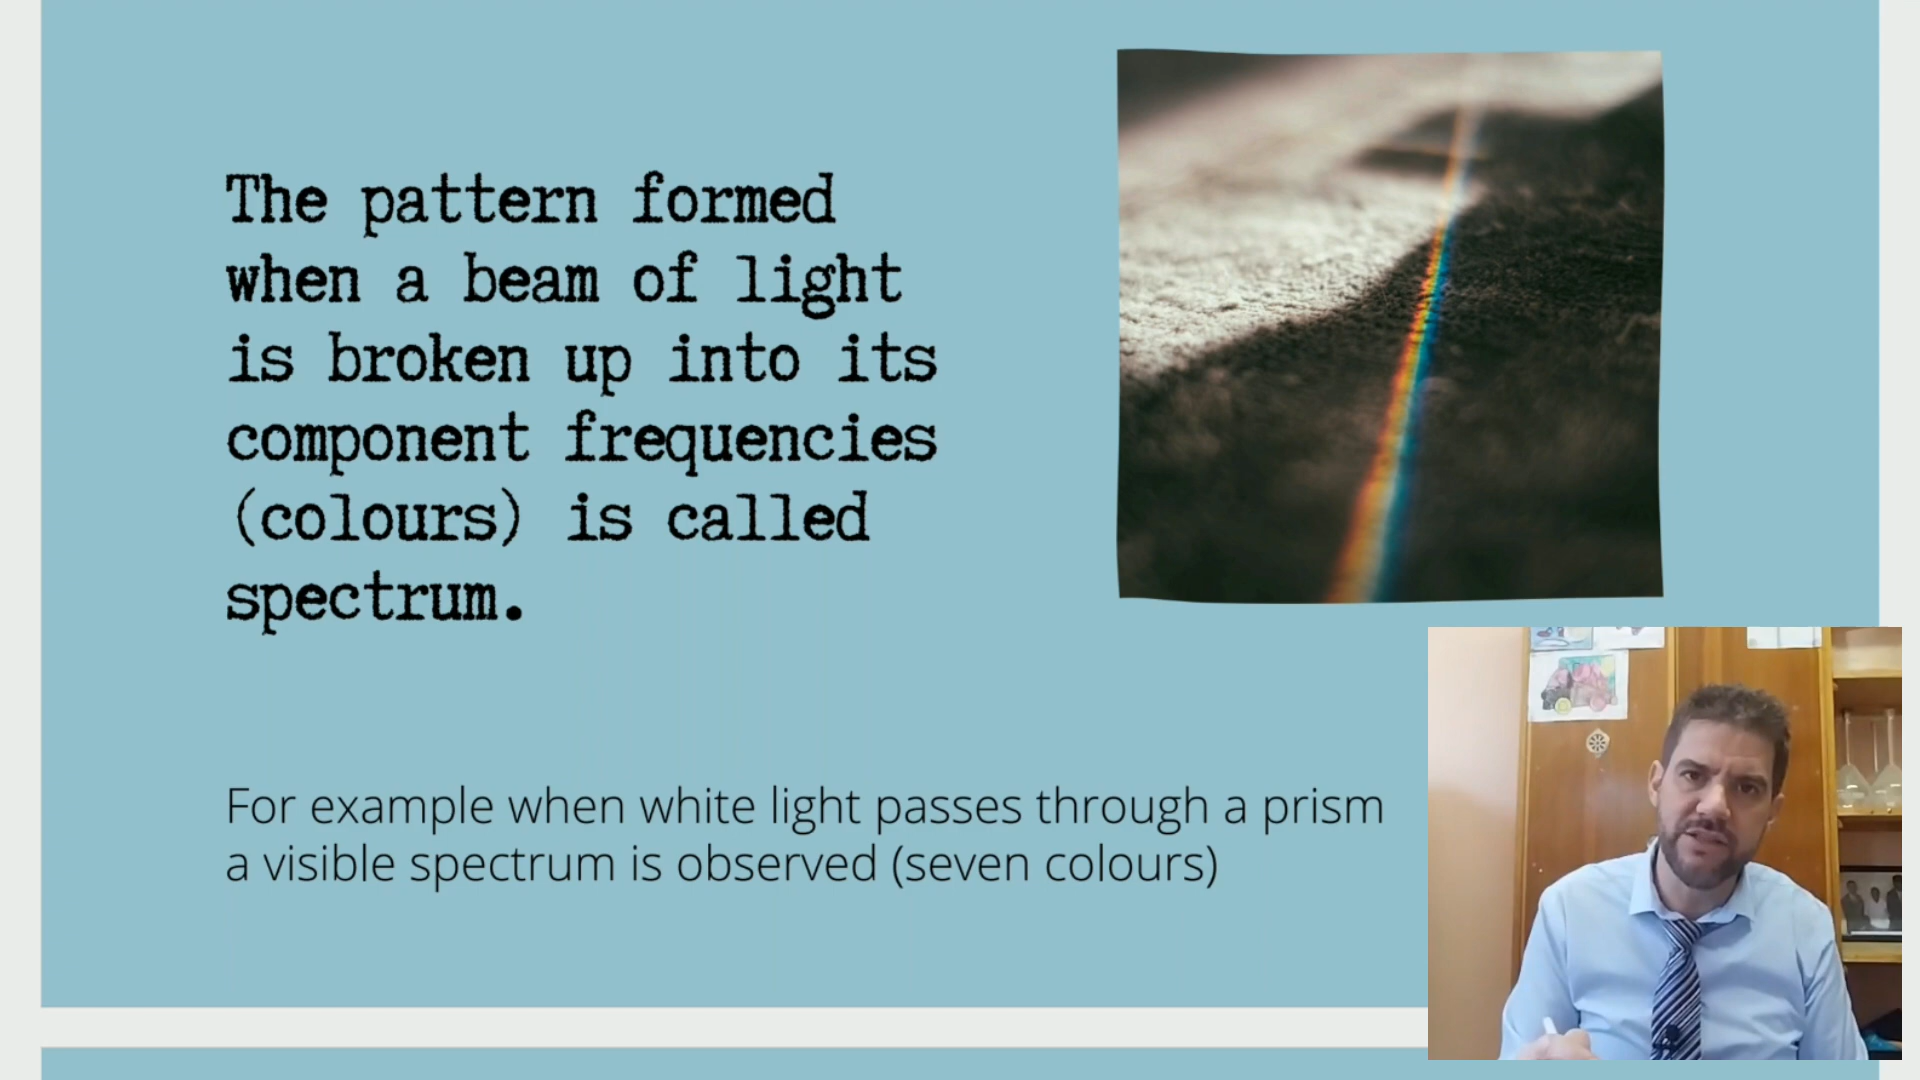 The pattern formed
when a beam of light
is broken up into its
component frequencies
(colours) is called
spectrum.
For example when white light passes through a prism
a visible spectrum is observed (seven colours)